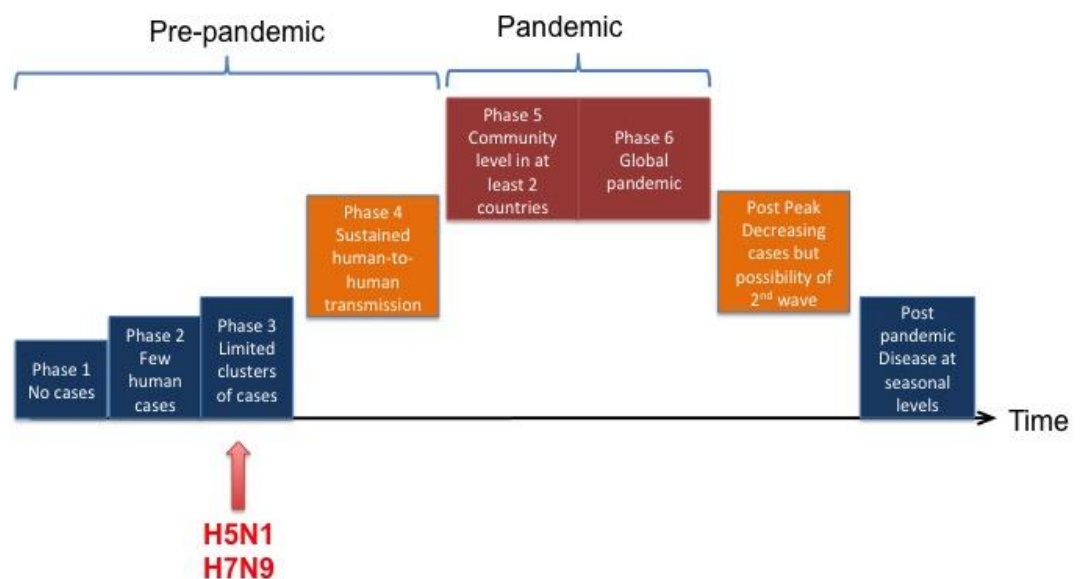 Pre-pandemic
Pandemic
Phase 1
No cases
Phase 2
Few
human
cases
Phase 3
Limited
clusters
of cases
Phase 4
Sustained
human-to-
human
transmission
Phase 5
Community
level in at
least 2
countries
Phase 6
Global
pandemic
Post Peak
Decreasing
cases but
possibility of
2nd wave
Post
pandemic
Disease at
seasonal
levels
Time
H5N1
H7N9